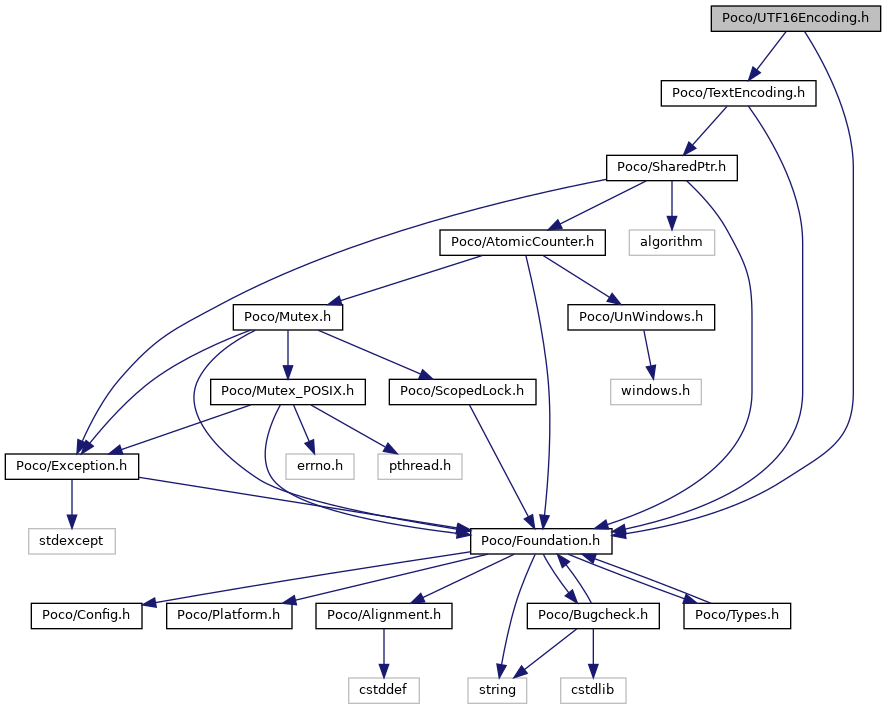 Poco/UTF16Encoding.h
Poco/TextEncoding.h
Poco/SharedPtr.h
Poco/AtomicCounter.h
algorithm
Poco/Mutex.h
Poco/UnWindows.h
Poco/Mutex_POSIX.h
Poco/ScopedLock.h
windows.h
Poco/Exception.h
errno.h
pthread.h
stdexcept
Poco/Foundation.h
Poco/Config.h
Poco/Platform.h
Poco/Alignment.h
Poco/Bugcheck.h
Poco/Types.h
cstddef
string
cstdlib